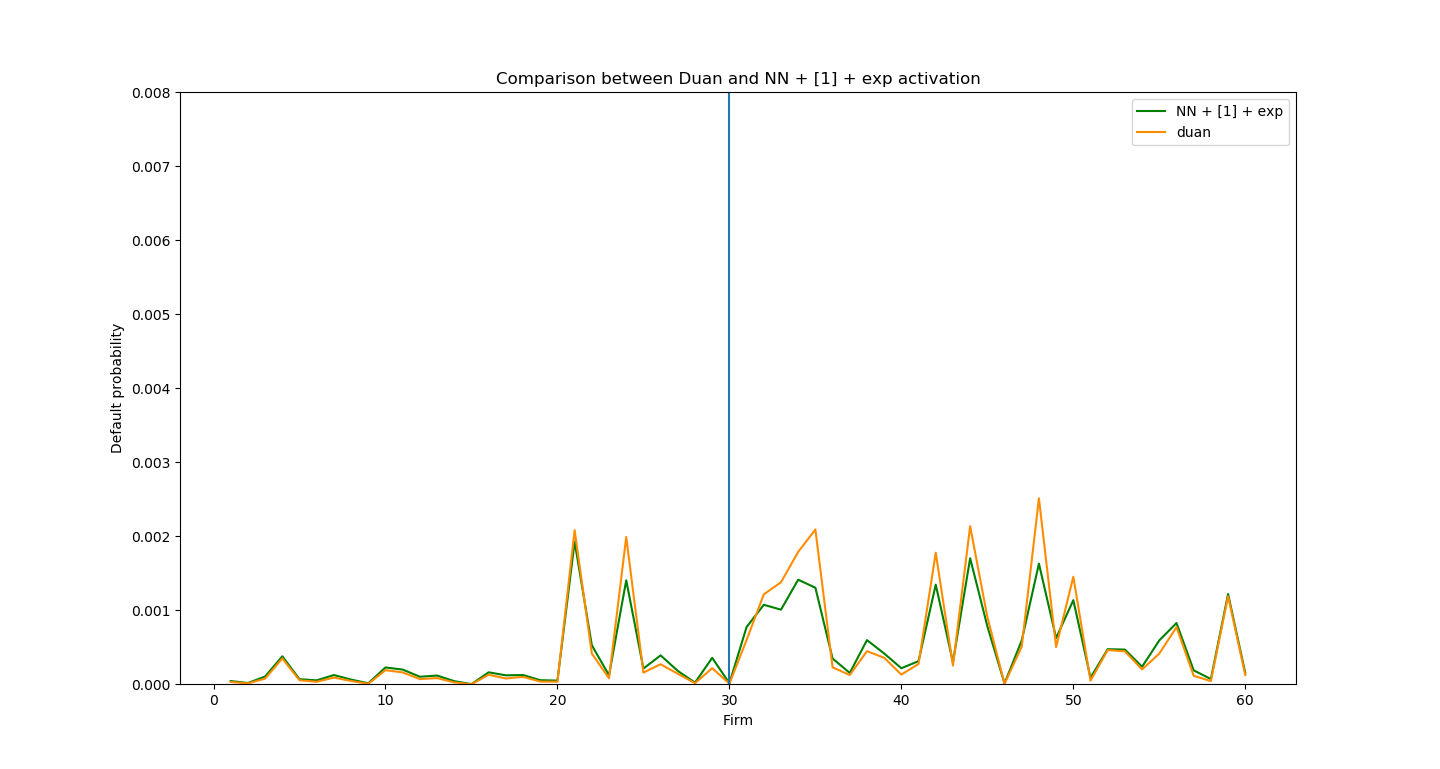 Comparison between Duan and NN + [1] + exp activation
NN + [1] + exp
duan
0.008
0.007
0.006
0.005
0.004
0.003
0.002
0.001
0.000
Default probability
0 10 20 30 40 50 60
Firm